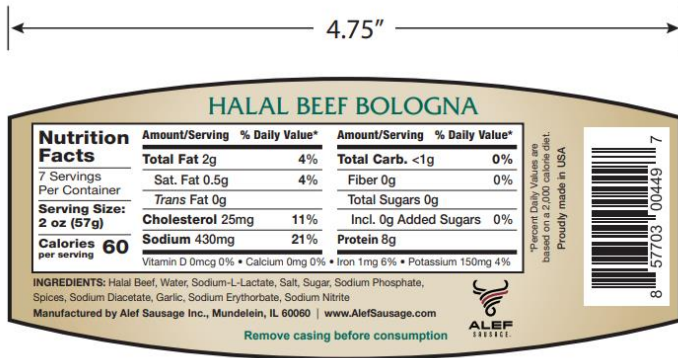 4.75”
HALAL BEEF BOLOGNA
Nutrition
Facts
7 Servings
Per Container
Serving Size:
2 oz (57g)
Calories 60
per serving
Amount/Serving % Daily Value*
Total Fat 2g 4%
Sat. Fat 0.5g 4%
Trans Fat 0g
Cholesterol 25mg 11%
Sodium 430mg 21%
Amount/Serving % Daily Value*
Total Carb. <1g 0%
Fiber 0g 0%
Total Sugars 0g
Incl. 0g Added Sugars 0%
Protein 8g
Vitamin D 0mcg 0% • Calcium 0mg 0% • Iron 1mg 6% • Potassium 150mg 4%
*Percent Daily Values are
based on a 2,000 calorie diet.
Proudly made in USA
8 57703 00449 7
INGREDIENTS: Halal Beef, Water, Sodium-L-Lactate, Salt, Sugar, Sodium Phosphate,
Spices, Sodium Diacetate, Garlic, Sodium Erythorbate, Sodium Nitrite
Manufactured by Alef Sausage Inc., Mundelein, IL 60060 | www.AlefSausage.com
Remove casing before consumption
ALEF
SAUSAGE.